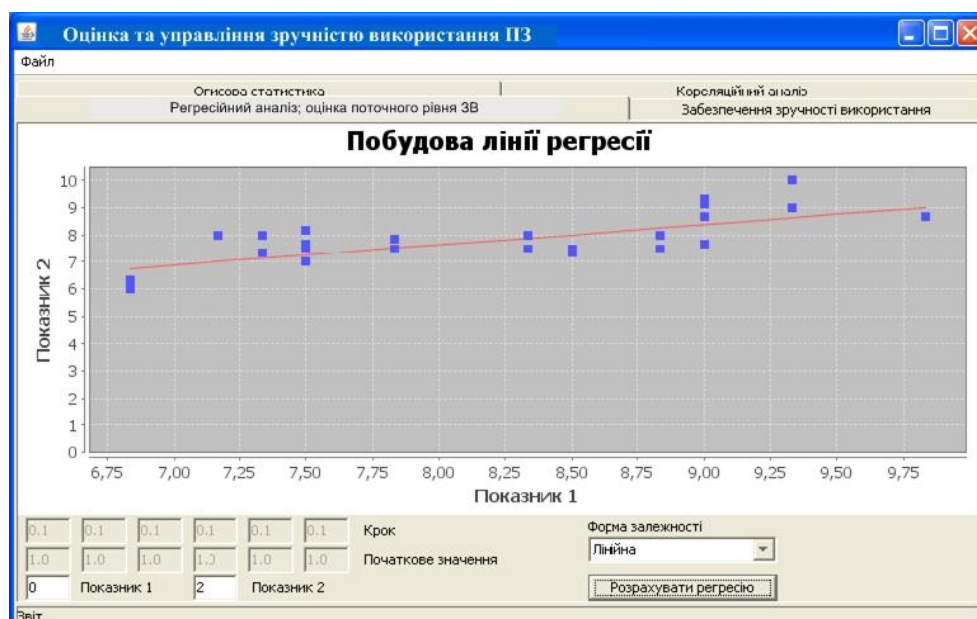 Оцінка та управління зручністю використання ПЗ
Файл
Описова статистика
Кореляційний аналіз
Регресійний аналіз; оцінка поточного рівня ЗВ
Забезпечення зручності використання
Побудова лінії регресії
Показник 2
10
9
8
7
6
5
4
3
2
1
0
6,75 7,00 7,25 7,50 7,75 8,00 8,25 8,50 8,75 9,00 9,25 9,50 9,75
Показник 1
0.1 0.1 0.1 0.1 0.1 0.1 Крок
1.0 1.0 1.0 1.0 1.0 1.0 Початкове значення
0 Показник 1 2 Показник 2
Форма залежності
Лінійна
Розрахувати регресію
Звіт